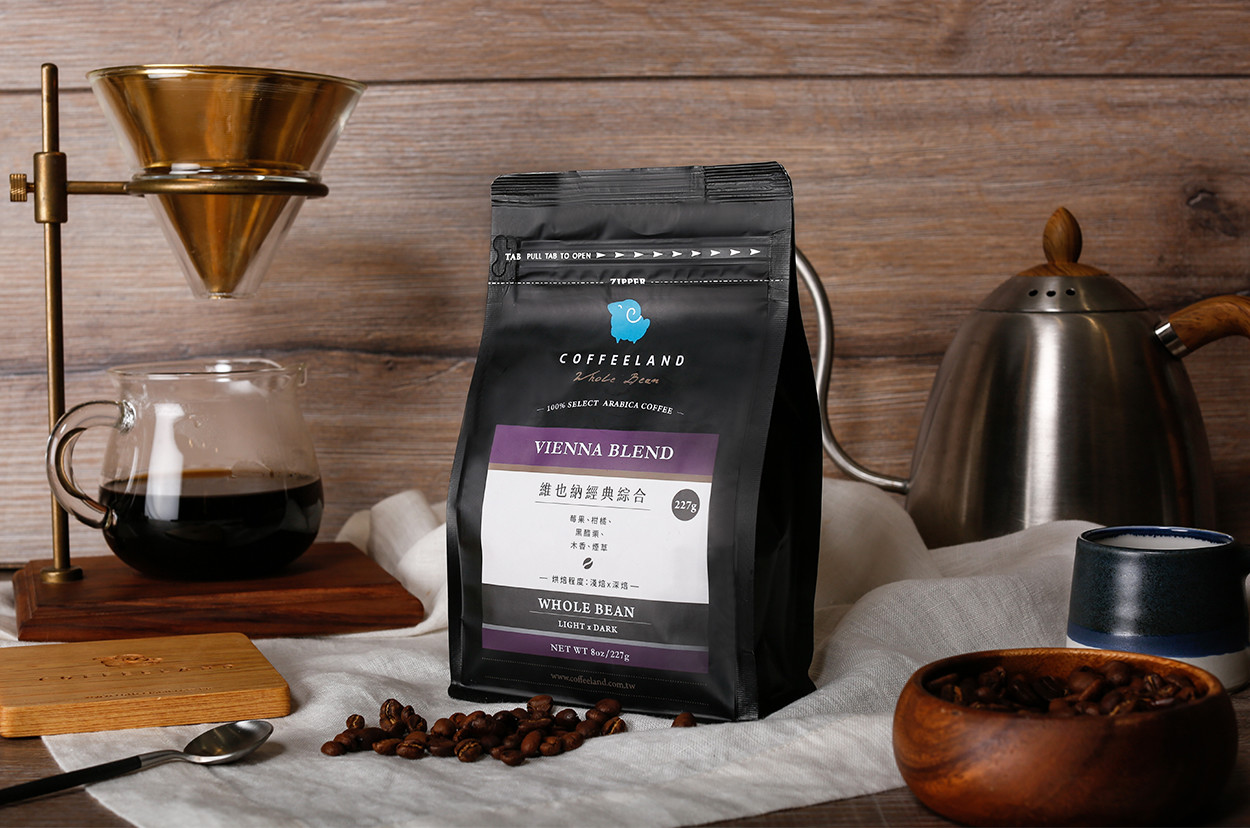 TAB PULL TAB TO OPEN
ZIPPER
COFFEELAND
Whole Bean
100% SELECT ARABICA COFFEE
VIENNA BLEND
維也納經典綜合
227g
莓果、柑橘、
黑醋栗、
木香、煙草
烘焙程度:淺焙x深焙
WHOLE BEAN
LIGHT x DARK
NET WT 8oz/227g
www.coffeeland.com.tw